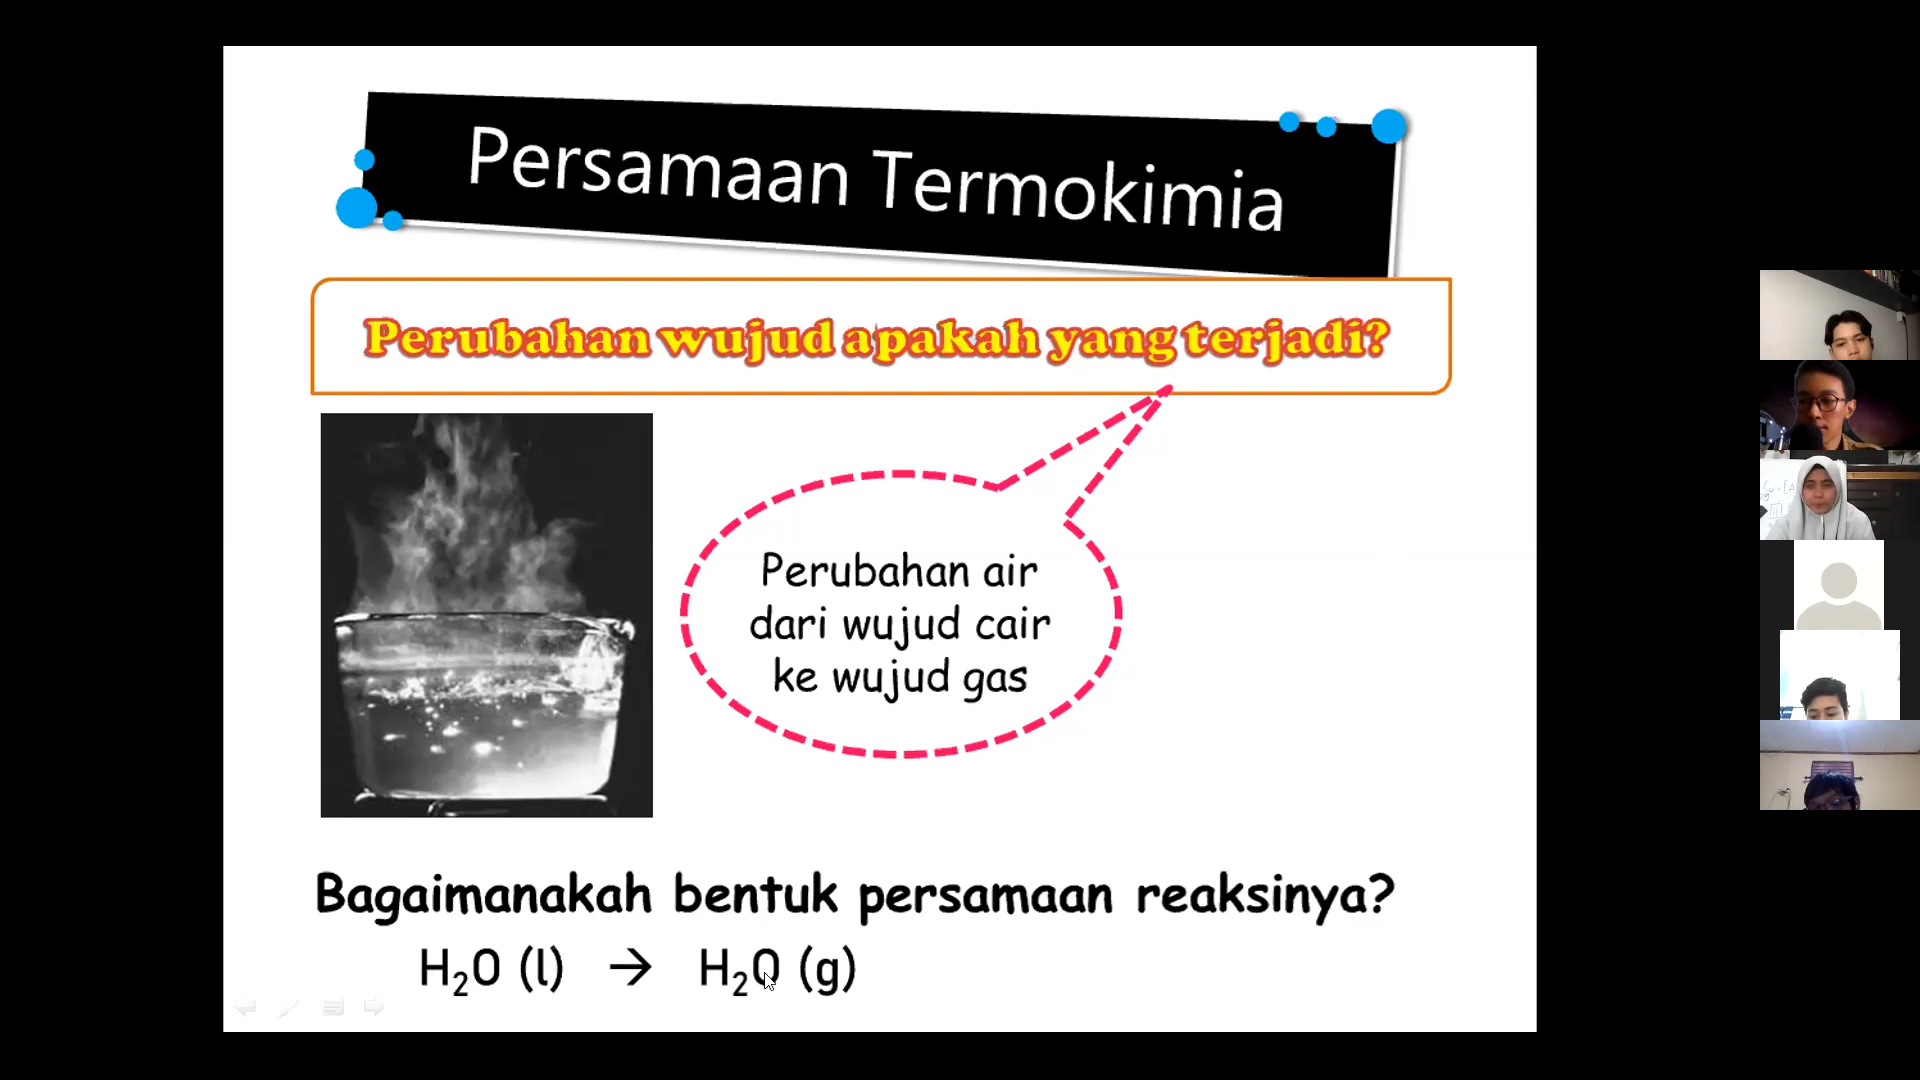 Persamaan Termokimia
Perubahan wujud apakah yang terjadi?
Perubahan air
dari wujud cair
ke wujud gas
Bagaimanakah bentuk persamaan reaksinya?
H₂O (l) → H₂O (g)